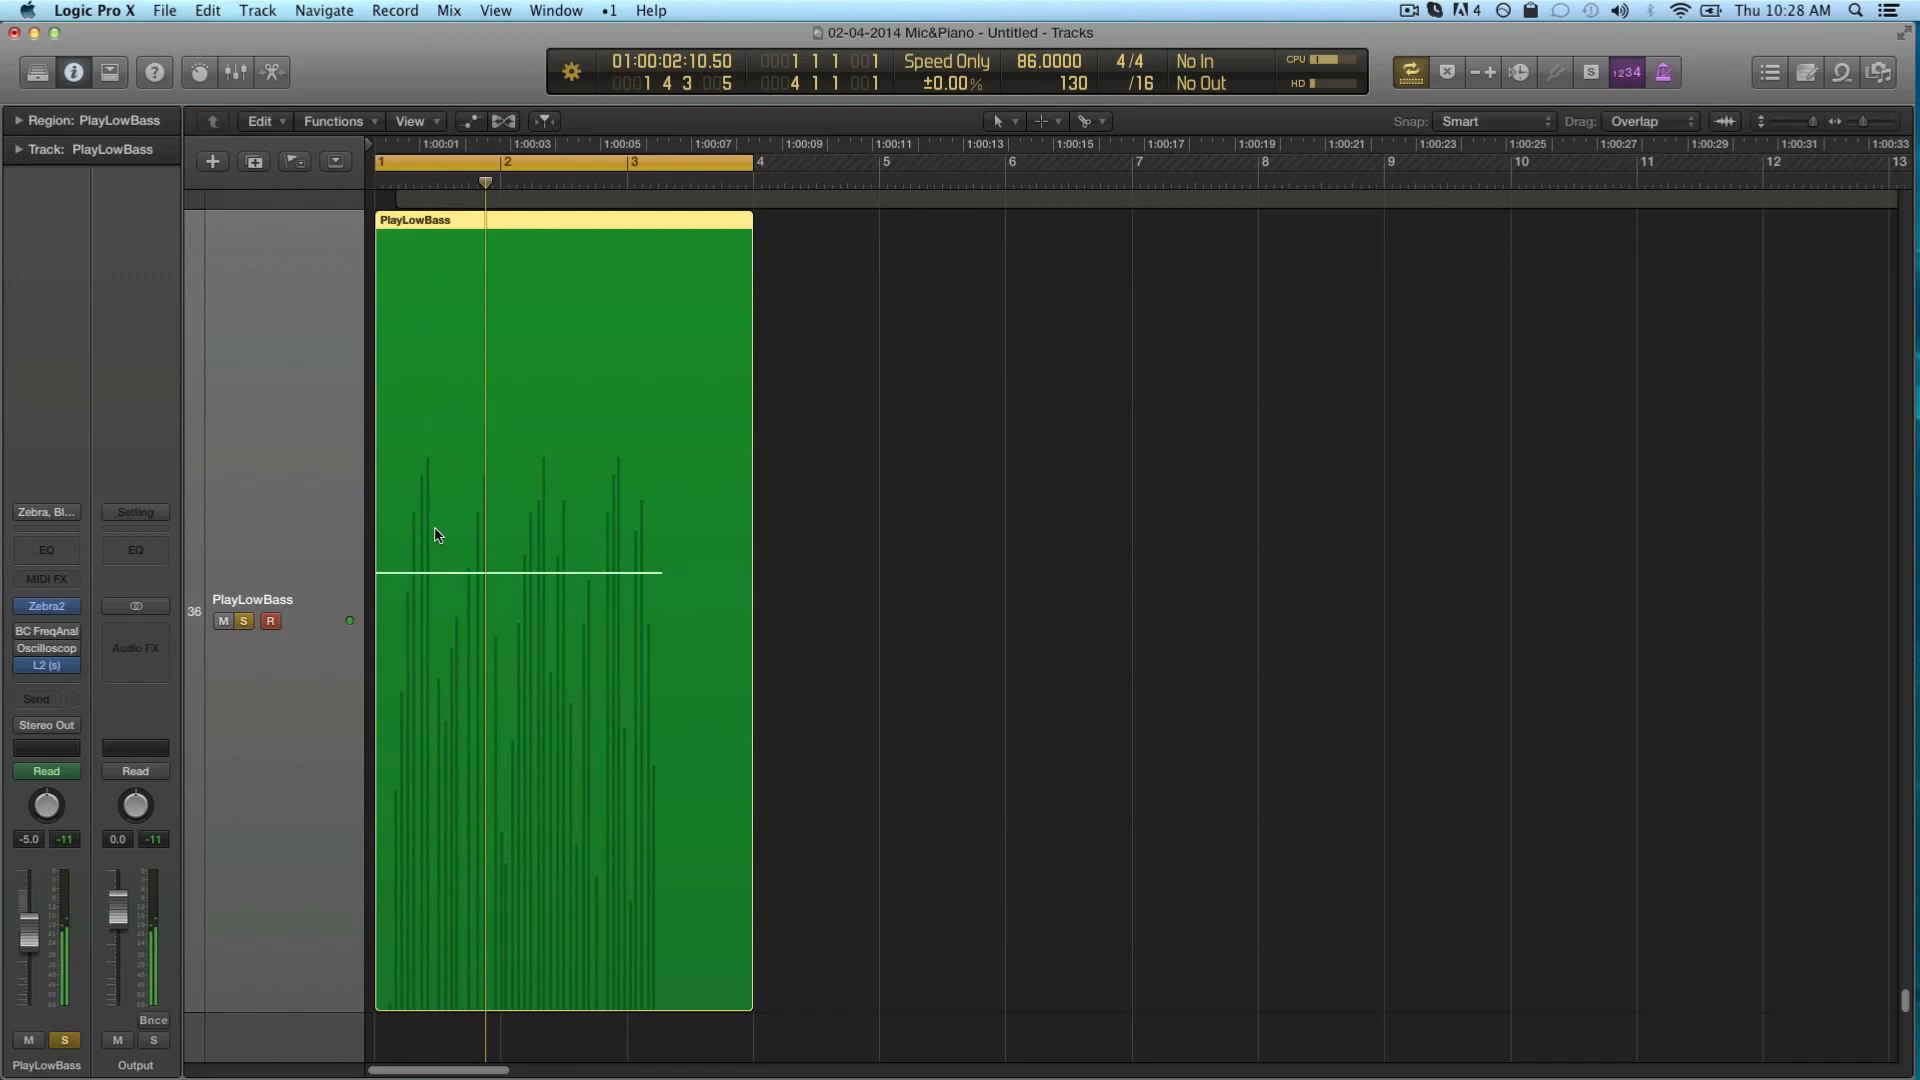 Logic Pro X File Edit Track Navigate Record Mix View Window •1 Help 4 Thu 10:28 AM
02-04-2014 Mic&Piano - Untitled - Tracks
01:00:02:10.50 0001 1 1 001 Speed Only 86.0000 4/4 No In CPU
0001 4 3 005 0004 1 1 001 ±0.00% 130 /16 No Out HD
S 1234
Region: PlayLowBass Edit Functions View Snap: Smart Drag: Overlap
Track: PlayLowBass
1:00:01 1:00:03 1:00:05 1:00:07 1:00:09 1:00:11 1:00:13 1:00:15 1:00:17 1:00:19 1:00:21 1:00:23 1:00:25 1:00:27 1:00:29 1:00:31 1:00:33
1 2 3 4 5 6 7 8 9 10 11 12 13
PlayLowBass
Zebra, Bl... Setting
EQ EQ
MIDI FX
Zebra2
36 PlayLowBass
M S R
BC FreqAnal
Oscilloscop Audio FX
L2 (s)
Send
Stereo Out
Read Read
-5.0 -11 0.0 -11
Bnce
M S M S
PlayLowBass Output